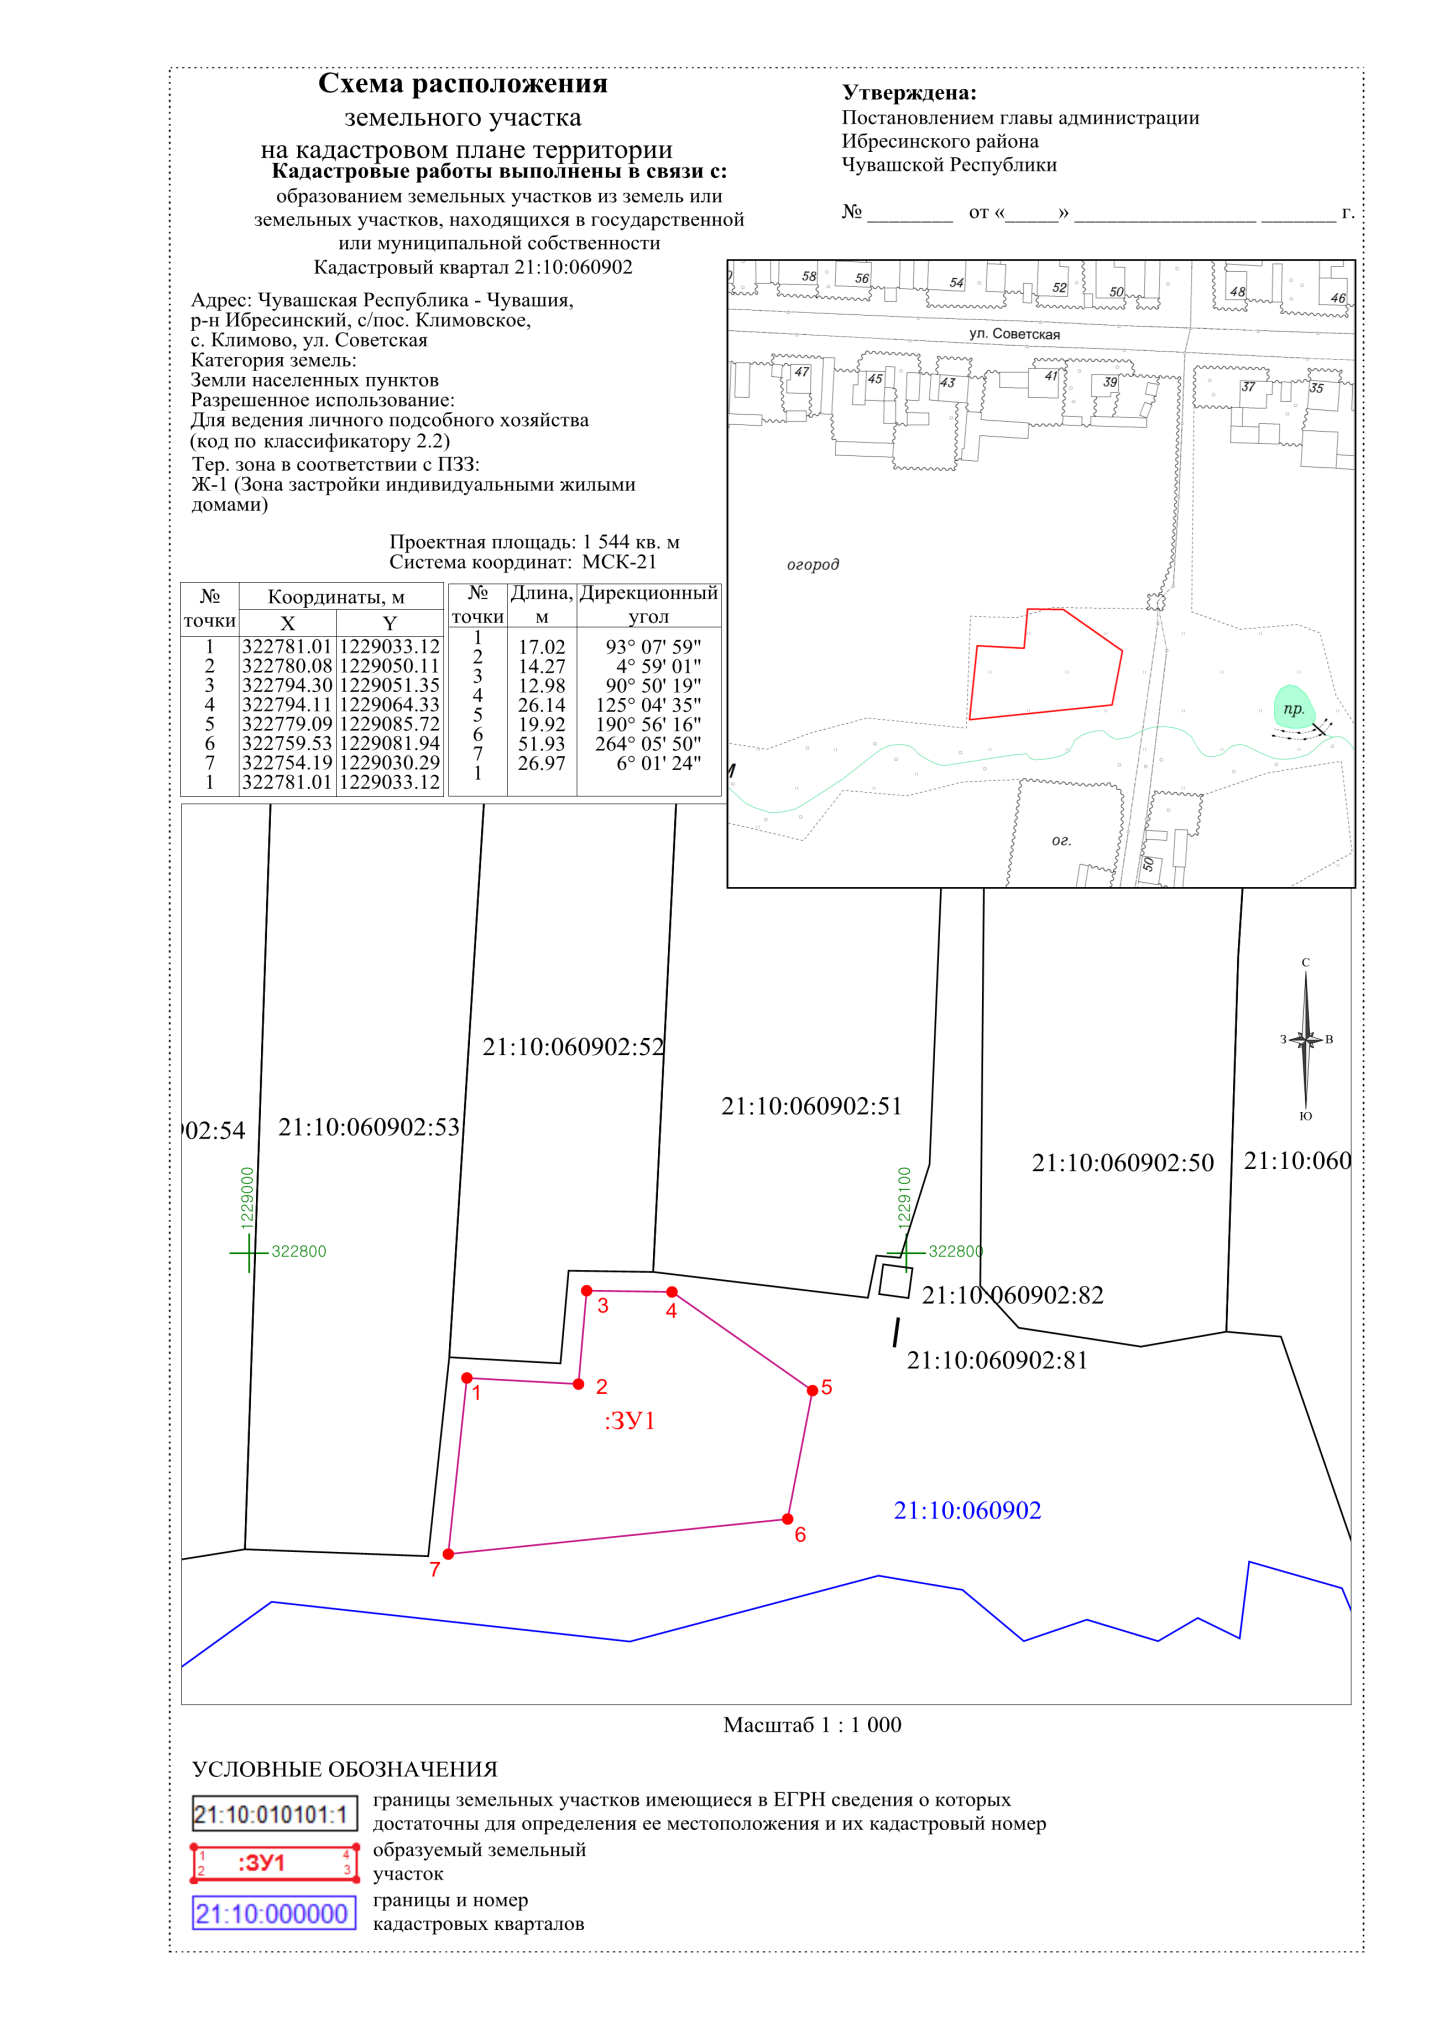 Схема расположения
земельного участка
на кадастровом плане территории
Кадастровые работы выполнены в связи с:
образованием земельных участков из земель или
земельных участков, находящихся в государственной
или муниципальной собственности
Кадастровый квартал 21:10:060902
Утверждена:
Постановлением главы администрации
Ибресинского района
Чувашской Республики
№ ________ от «_____» _________________ _______ г.
Адрес: Чувашская Республика - Чувашия,
р-н Ибресинский, с/пос. Климовское,
с. Климово, ул. Советская
Категория земель:
Земли населенных пунктов
Разрешенное использование:
Для ведения личного подсобного хозяйства
(код по классификатору 2.2)
Тер. зона в соответствии с ПЗЗ:
Ж-1 (Зона застройки индивидуальными жилыми
домами)
Проектная площадь: 1 544 кв. м
Система координат: МСК-21
№ точки Координаты, м
X Y
1 322781.01 1229033.12
2 322780.08 1229050.11
3 322794.30 1229051.35
4 322794.11 1229064.33
5 322779.09 1229085.72
6 322759.53 1229081.94
7 322754.19 1229030.29
1 322781.01 1229033.12
№ точки Длина, м Дирекционный угол
1
17.02 93° 07' 59"
2
14.27 4° 59' 01"
3
12.98 90° 50' 19"
4
26.14 125° 04' 35"
5
19.92 190° 56' 16"
6
51.93 264° 05' 50"
7
26.97 6° 01' 24"
1
58 56 54 52 50 48 46
ул. Советская
47 45 43 41 39 37 35
огород
пр.
ог.
50
С
З В
Ю
21:10:060902:52
21:10:060902:51
02:54
21:10:060902:53
21:10:060902:50
21:10:060
1229000
322800
1229100
322800
21:10:060902:82
21:10:060902:81
3
4
1
2
5
:ЗУ1
6
7
21:10:060902
Масштаб 1 : 1 000
УСЛОВНЫЕ ОБОЗНАЧЕНИЯ
21:10:010101:1
границы земельных участков имеющиеся в ЕГРН сведения о которых
достаточны для определения ее местоположения и их кадастровый номер
1 4
:ЗУ1
2 3
образуемый земельный
участок
21:10:000000
границы и номер
кадастровых кварталов